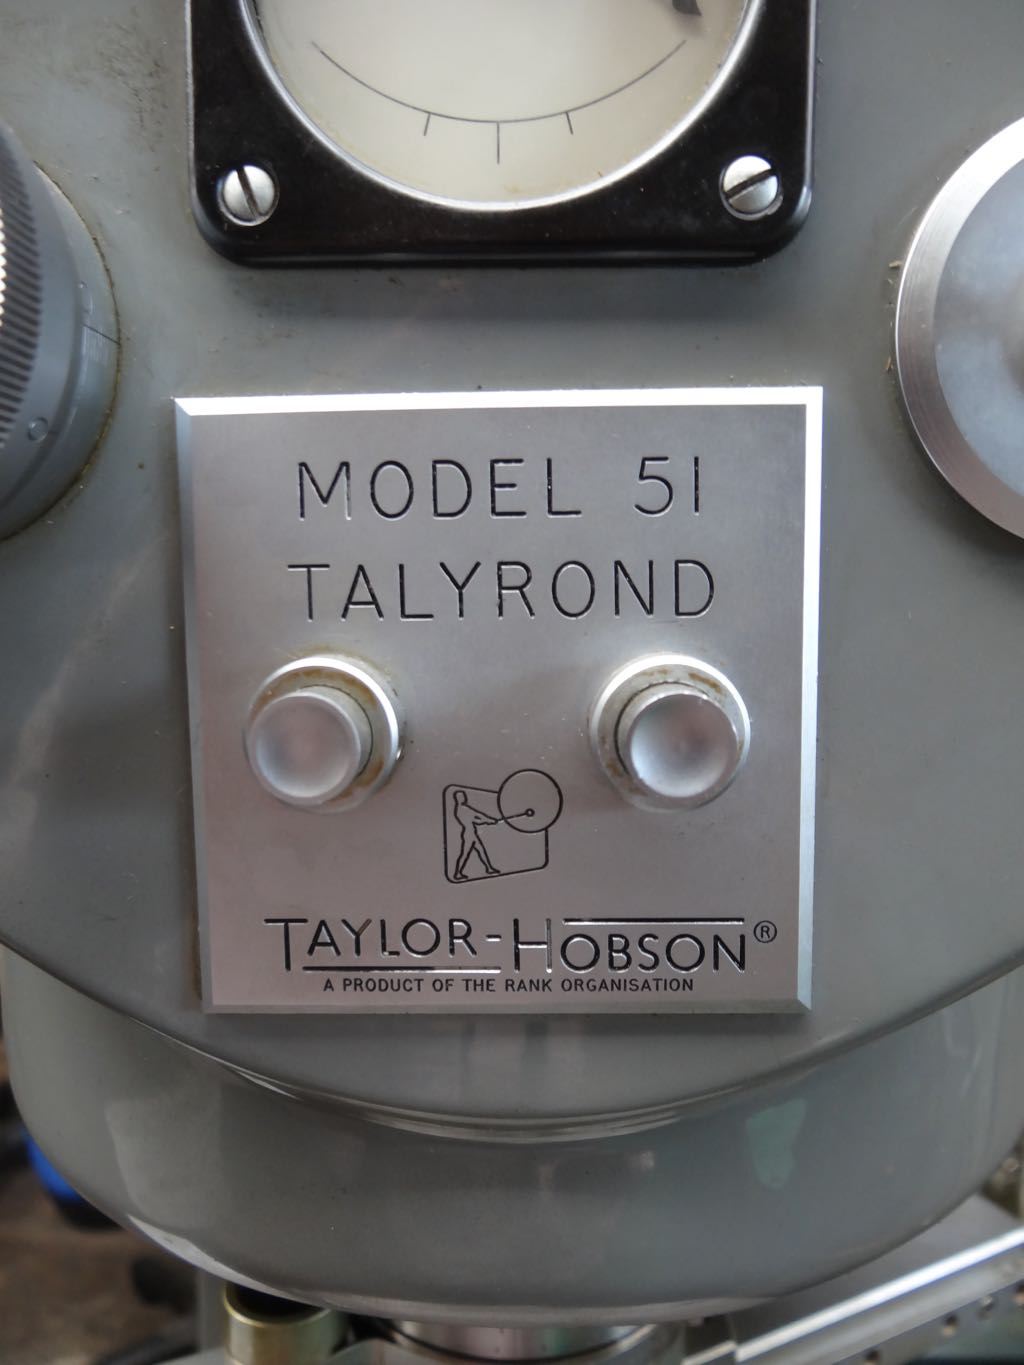 MODEL 51
TALYROND
TAYLOR-HOBSON®
A PRODUCT OF THE RANK ORGANISATION